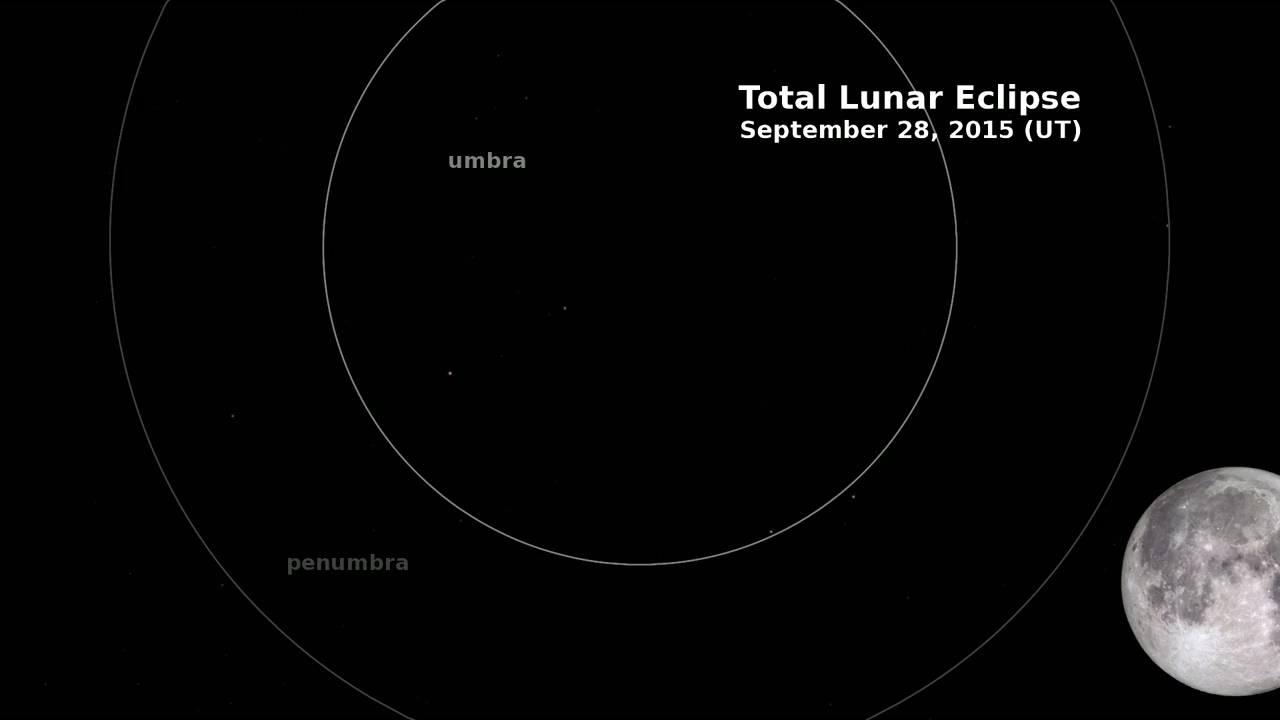 Total Lunar Eclipse
September 28, 2015 (UT)
umbra
penumbra